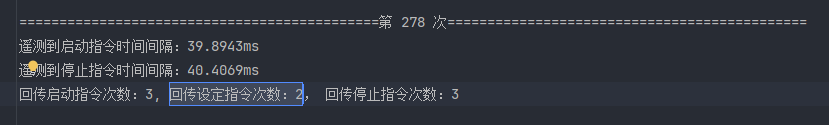 =============================================第 278 次=============================================
遥测到启动指令时间间隔：39.8943ms
遥测到停止指令时间间隔：40.4069ms
回传启动指令次数：3, 回传设定指令次数：2,  回传停止指令次数：3